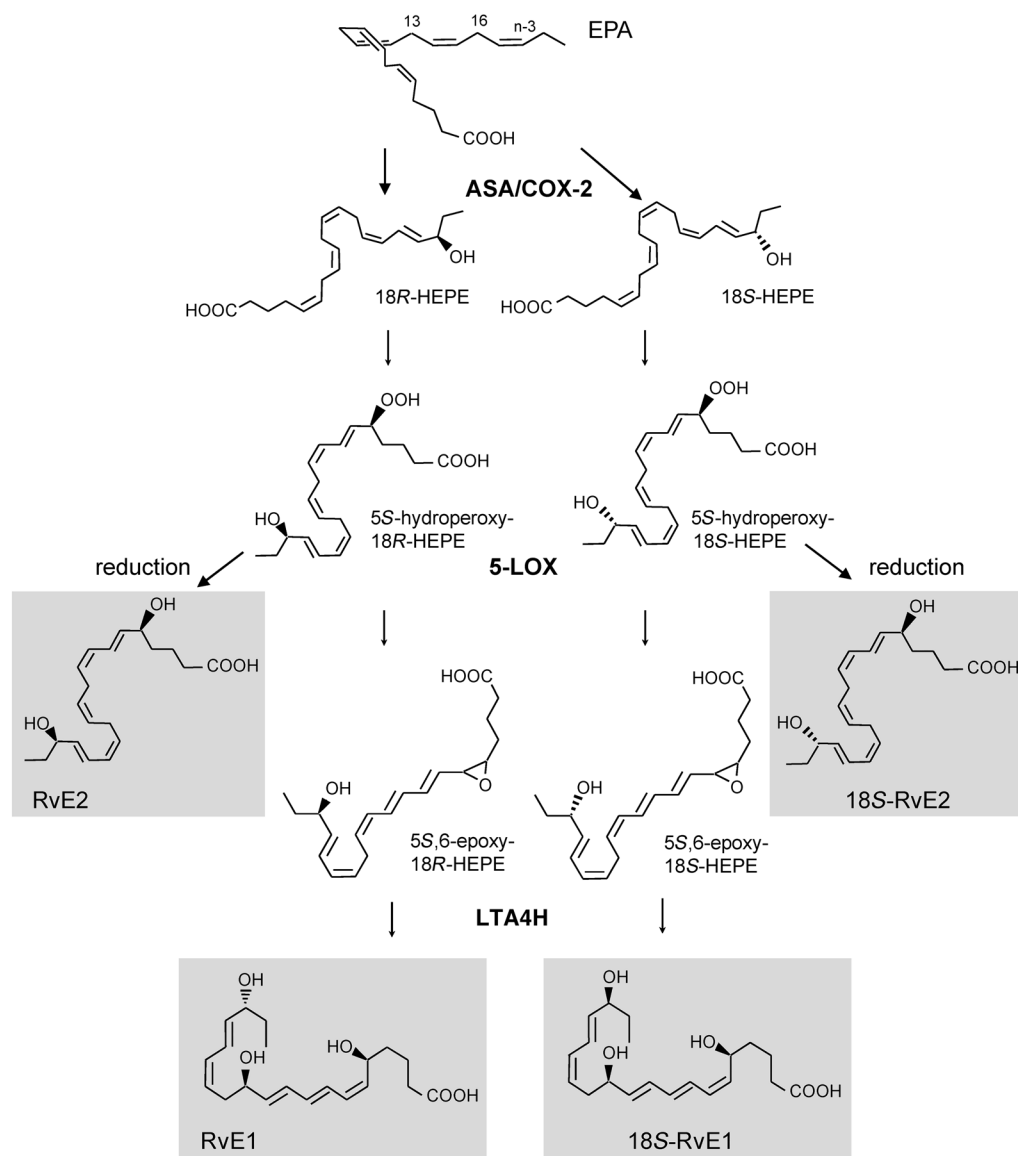 13 16 n-3 EPA
COOH
ASA/COX-2
OH OH
18R-HEPE 18S-HEPE
HOOC HOOC
OOH OOH
COOH COOH
HO HO
5S-hydroperoxy- 5S-hydroperoxy-
18R-HEPE 18S-HEPE
5-LOX
reduction reduction
OH OH
COOH COOH
HO HO
RvE2 18S-RvE2
HOOC HOOC
O O
OH OH
5S,6-epoxy- 5S,6-epoxy-
18R-HEPE 18S-HEPE
LTA4H
OH OH
OH HO OH HO
COOH COOH
RvE1 18S-RvE1